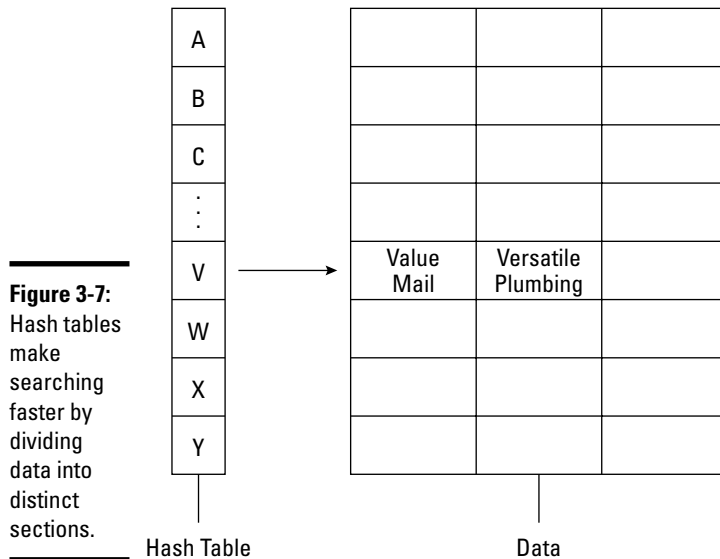 A
B
C
.
.
.
V
Value
Mail
Versatile
Plumbing
W
X
Y
Hash Table
Data
Figure 3-7:
Hash tables
make
searching
faster by
dividing
data into
distinct
sections.